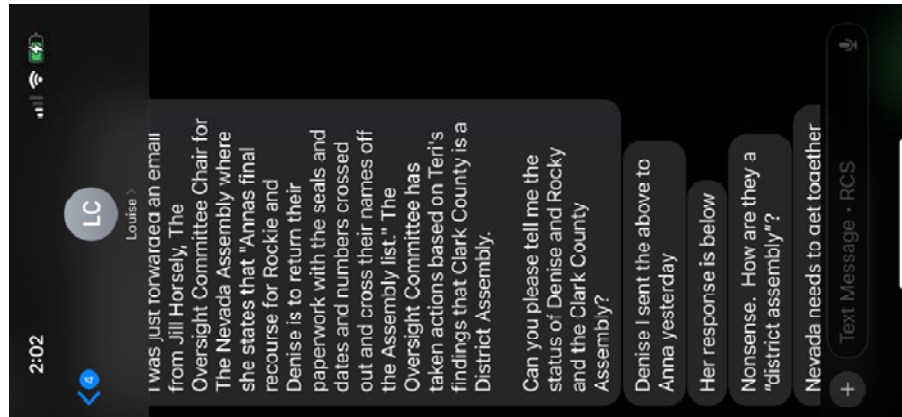 2:02
4
LC
Louise >
I was just forwarded an email
from Jill Horsely, The
Oversight Committee Chair for
The Nevada Assembly where
she states that "Annas final
recourse for Rockie and
Denise is to return their
paperwork with the seals and
dates and numbers crossed
out and cross their names off
the Assembly list." The
Oversight Committee has
taken actions based on Teri's
findings that Clark County is a
District Assembly.
Can you please tell me the
status of Denise and Rocky
and the Clark County
Assembly?
Denise I sent the above to
Anna yesterday
Her response is below
Nonsense. How are they a
"district assembly"?
Nevada needs to get together
Text Message • RCS